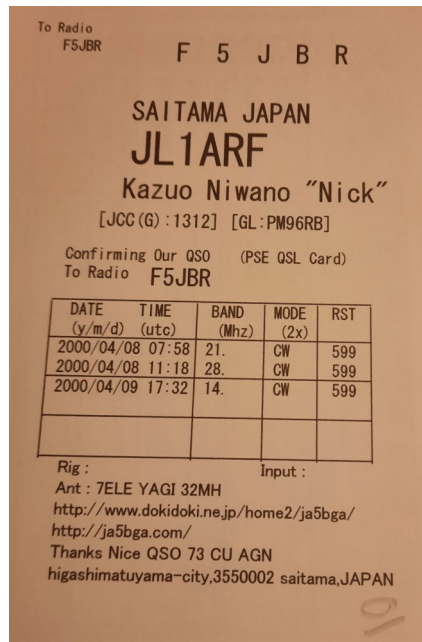 To Radio
F5JBR
F 5 J B R
SAITAMA JAPAN
JL1ARF
Kazuo Niwano "Nick"
[JCC(G):1312] [GL:PM96RB]
Confirming Our QSO (PSE QSL Card)
To Radio F5JBR
DATE TIME BAND MODE RST
(y/m/d) (utc) (Mhz) (2x)
2000/04/08 07:58 21. CW 599
2000/04/08 11:18 28. CW 599
2000/04/09 17:32 14. CW 599
Rig : Input :
Ant : 7ELE YAGI 32MH
http://www.dokidoki.ne.jp/home2/ja5bga/
http://ja5bga.com/
Thanks Nice QSO 73 CU AGN
higashimatuyama-city,3550002 saitama,JAPAN